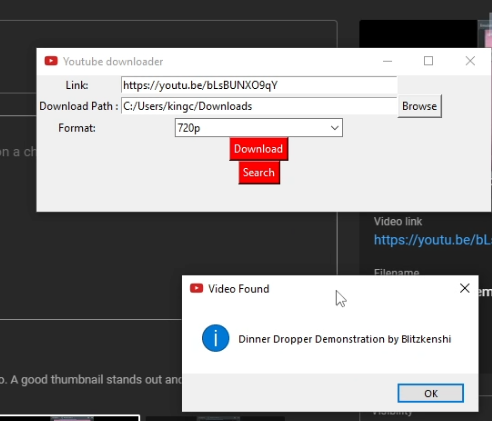 Youtube downloader
Link: https://youtu.be/bLsBUNXO9qY
Download Path : C:/Users/kingc/Downloads Browse
Format: 720p
Download
Search
on a ch
Video link
https://youtu.be/bL
Filename
Video Found
Dinner Dropper Demonstration by Blitzkenshi
OK
o. A good thumbnail stands out and
Visibility